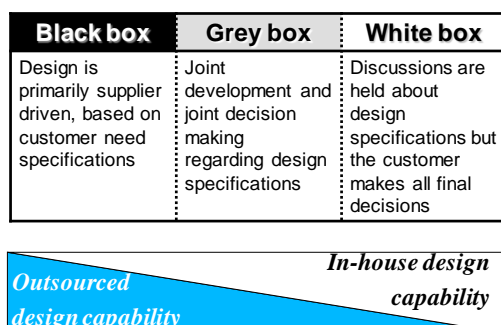 Black box
Grey box
White box
Design is
primarily supplier
driven, based on
customer need
specifications
Joint
development and
joint decision
making
regarding design
specifications
Discussions are
held about
design
specifications but
the customer
makes all final
decisions
In-house design
capability
Outsourced
design capability